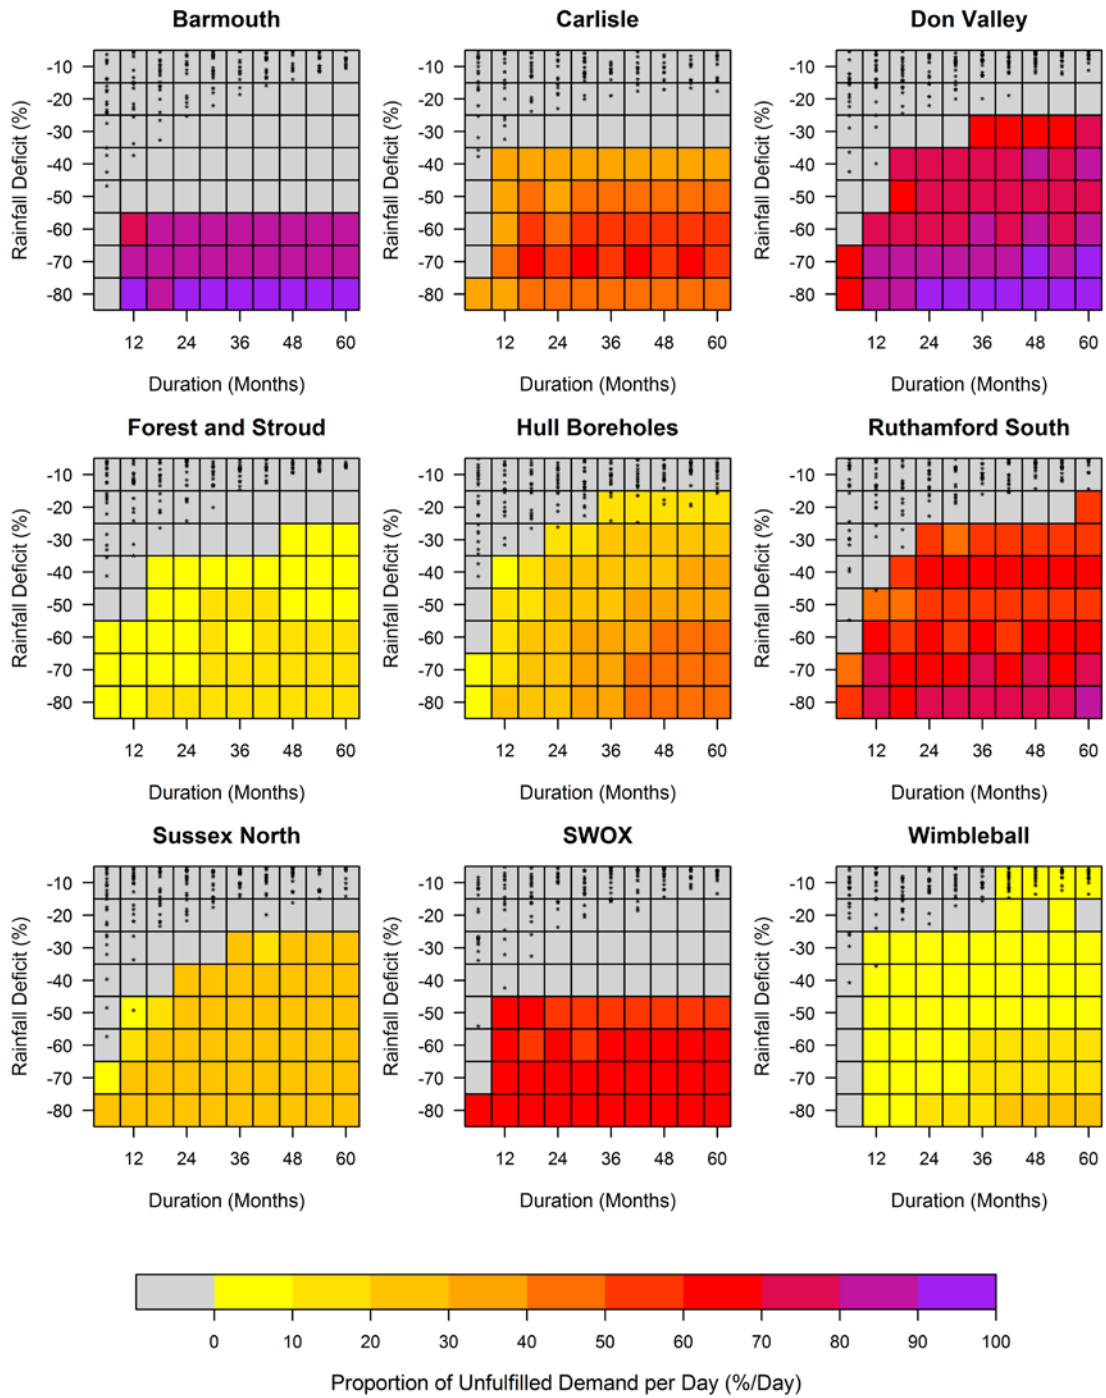 Barmouth Carlisle Don Valley
Rainfall Deficit (%) Rainfall Deficit (%) Rainfall Deficit (%)
-10 -10 -10
-20 -20 -20
-30 -30 -30
-40 -40 -40
-50 -50 -50
-60 -60 -60
-70 -70 -70
-80 -80 -80
12 24 36 48 60 12 24 36 48 60 12 24 36 48 60
Duration (Months) Duration (Months) Duration (Months)
Forest and Stroud Hull Boreholes Ruthamford South
Rainfall Deficit (%) Rainfall Deficit (%) Rainfall Deficit (%)
-10 -10 -10
-20 -20 -20
-30 -30 -30
-40 -40 -40
-50 -50 -50
-60 -60 -60
-70 -70 -70
-80 -80 -80
12 24 36 48 60 12 24 36 48 60 12 24 36 48 60
Duration (Months) Duration (Months) Duration (Months)
Sussex North SWOX Wimbleball
Rainfall Deficit (%) Rainfall Deficit (%) Rainfall Deficit (%)
-10 -10 -10
-20 -20 -20
-30 -30 -30
-40 -40 -40
-50 -50 -50
-60 -60 -60
-70 -70 -70
-80 -80 -80
12 24 36 48 60 12 24 36 48 60 12 24 36 48 60
Duration (Months) Duration (Months) Duration (Months)
0 10 20 30 40 50 60 70 80 90 100
Proportion of Unfulfilled Demand per Day (%/Day)